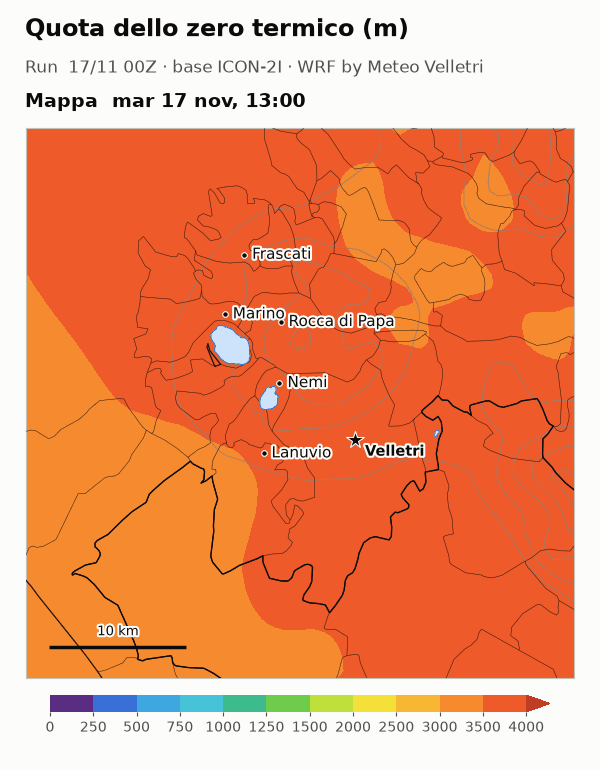 Quota dello zero termico (m)
Run  17/11 00Z · base ICON-2I · WRF by Meteo Velletri
Mappa  mar 17 nov, 13:00
Frascati
Marino
Rocca di Papa
Nemi
Velletri
Lanuvio
10 km
0 250 500 750 1000 1250 1500 2000 2500 3000 3500 4000